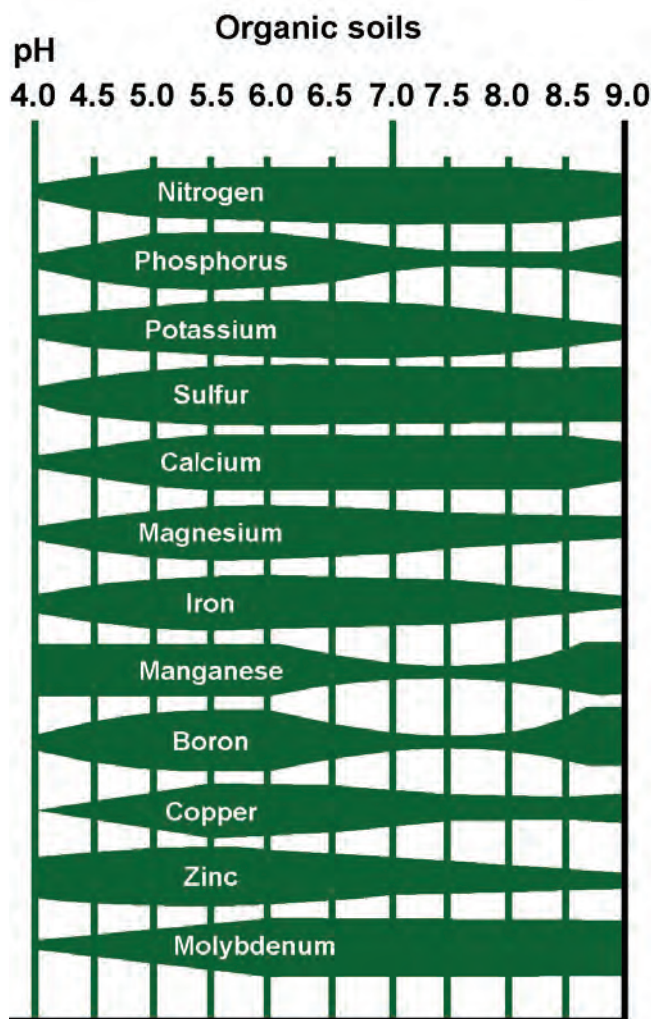 Organic soils
pH
4.0 4.5 5.0 5.5 6.0 6.5 7.0 7.5 8.0 8.5 9.0
Nitrogen
Phosphorus
Potassium
Sulfur
Calcium
Magnesium
Iron
Manganese
Boron
Copper
Zinc
Molybdenum